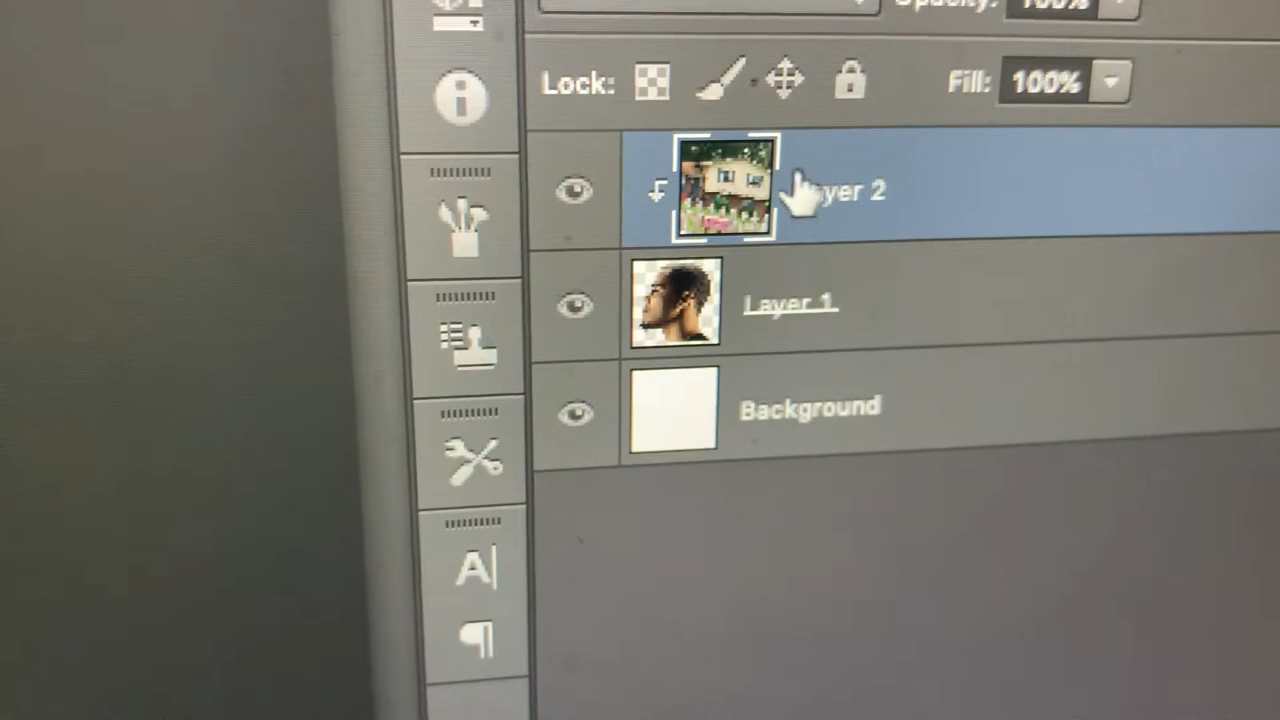 Opacity: 100%
Lock: Fill: 100%
Layer 2
Layer 1
Background
A